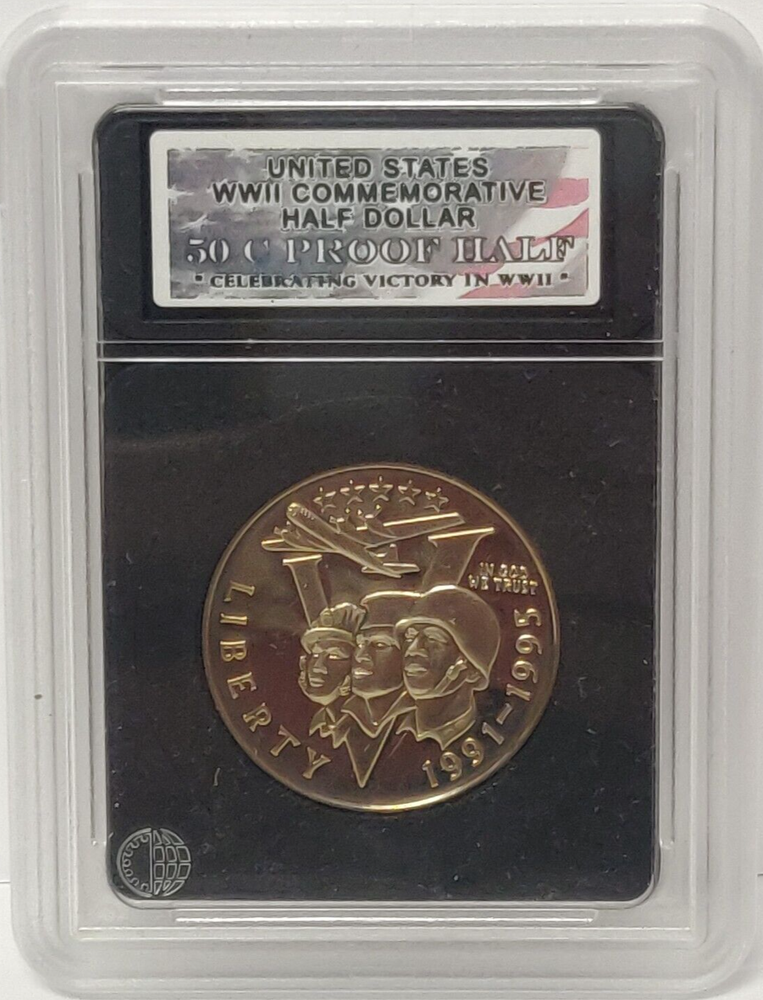 UNITED STATES
WWII COMMEMORATIVE
HALF DOLLAR
50 C PROOF HALF
" CELEBRATING VICTORY IN WWII "
IN GOD
WE TRUST
LIBERTY
1991-1995